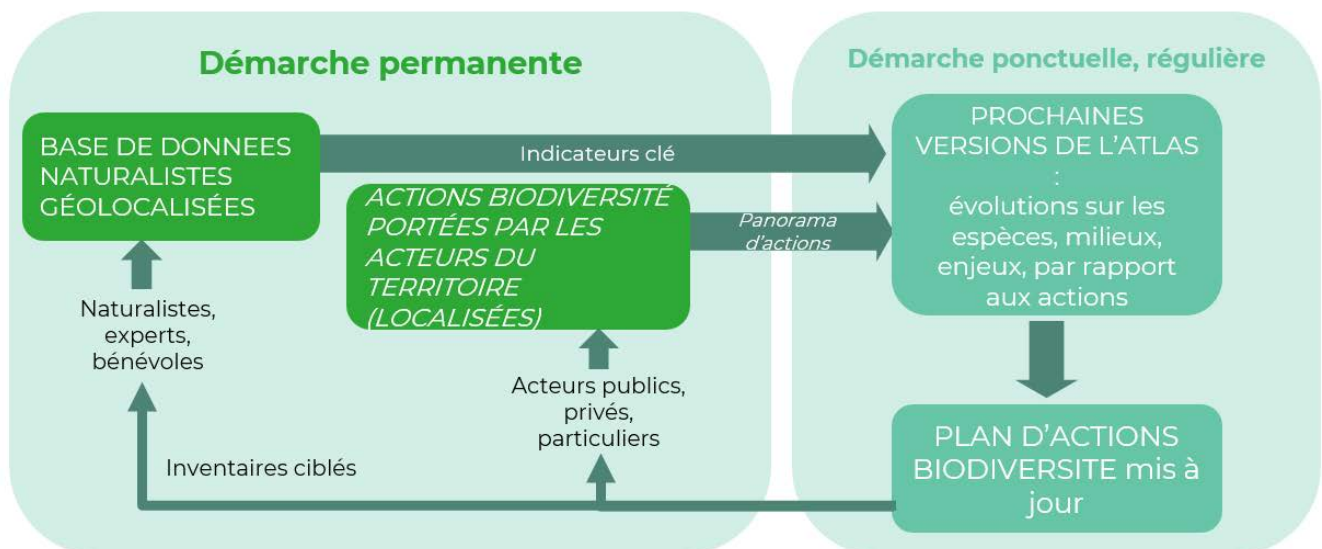 Démarche permanente
BASE DE DONNEES
NATURALISTES
GÉOLOCALISÉES
Indicateurs clé
ACTIONS BIODIVERSITÉ
PORTÉES PAR LES
ACTEURS DU
TERRITOIRE
(LOCALISÉES)
Panorama
d'actions
Naturalistes,
experts,
bénévoles
Acteurs publics,
privés,
particuliers
Inventaires ciblés
Démarche ponctuelle, régulière
PROCHAINES
VERSIONS DE L'ATLAS
:
évolutions sur les
espèces, milieux,
enjeux, par rapport
aux actions
PLAN D'ACTIONS
BIODIVERSITE mis à
jour